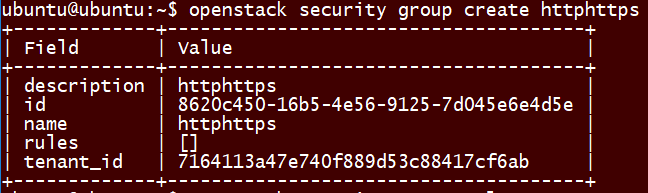 ubuntu@ubuntu:~$ openstack security group create httphttps
+-------------+--------------------------------------+
| Field       | Value                                |
+-------------+--------------------------------------+
| description | httphttps                            |
| id          | 8620c450-16b5-4e56-9125-7d045e6e4d5e |
| name        | httphttps                            |
| rules       | []                                   |
| tenant_id   | 7164113a47e740f889d53c88417cf6ab     |
+-------------+--------------------------------------+